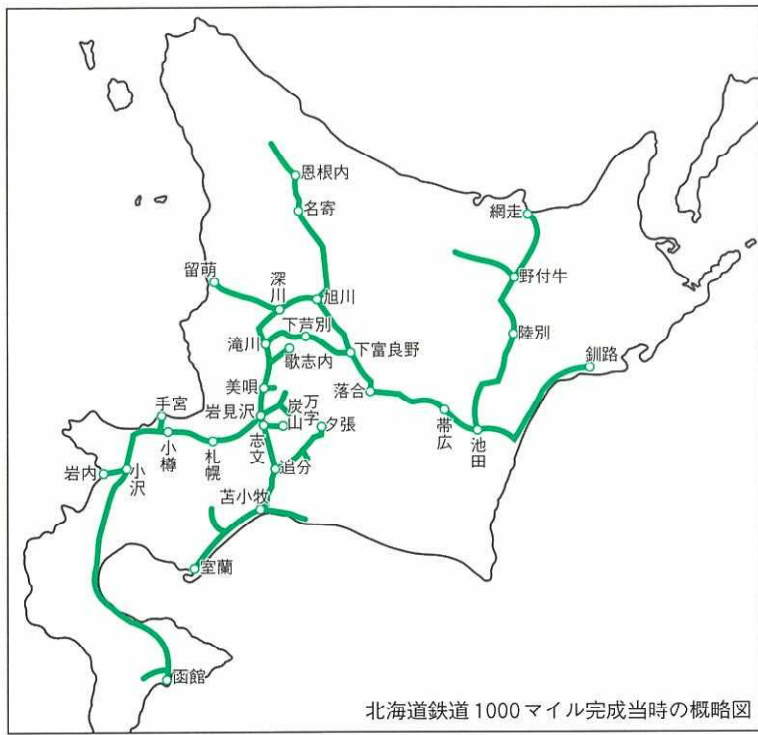 恩根内
名寄
網走
野付牛
留萌
深川
旭川
下芦別
陸別
滝川
下富良野
釧路
歌志内
美唄
落合
手宮
岩見沢
万字
炭山
夕張
帯広
池田
志文
小樽
札幌
岩内
小沢
追分
苫小牧
室蘭
函館
北海道鉄道1000マイル完成当時の概略図